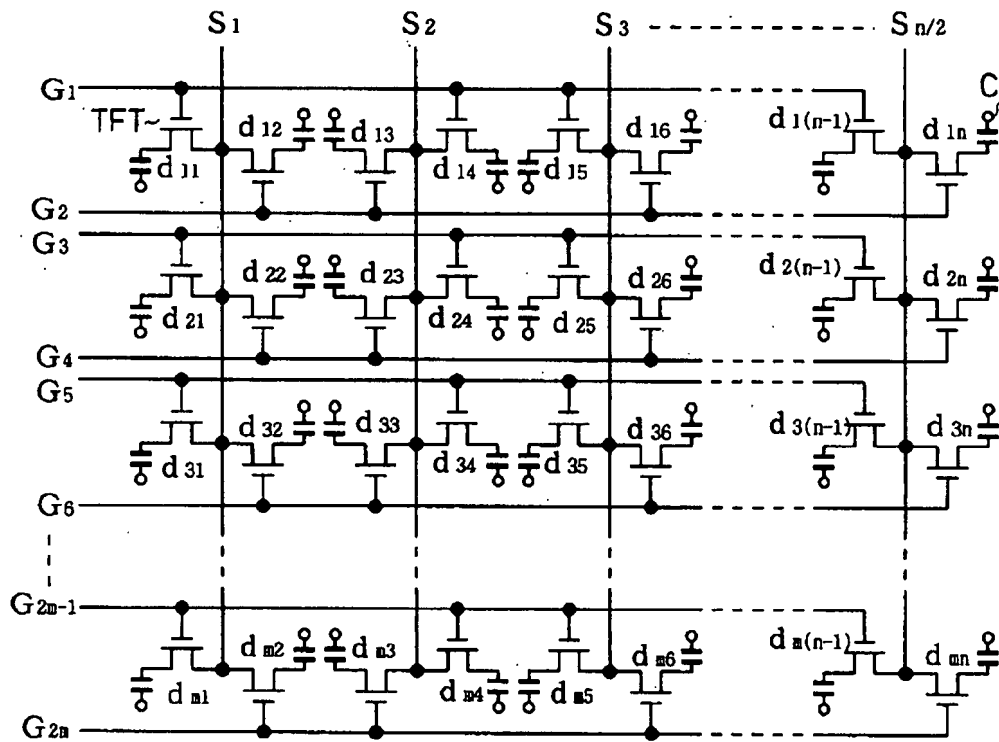 S1 S2 S3 Sn/2
G1 C
TFT d12 d13 d16 d1(n-1) d1n
d11 d14 d15
G2
G3
d22 d23 d26 d2(n-1) d2n
d21 d24 d25
G4
G5
d32 d33 d36 d3(n-1) d3n
d31 d34 d35
G6
G2m-1
dm2 dm3 dm6 dm(n-1) dmn
dm1 dm4 dm5
G2m